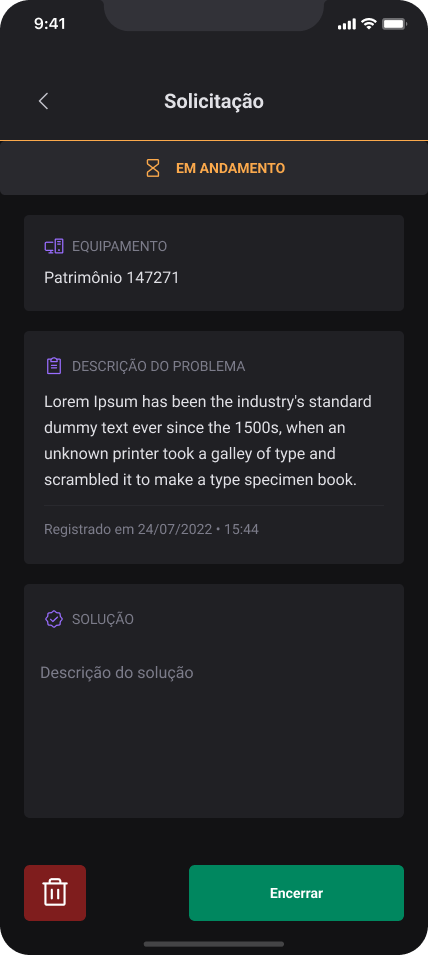 9:41
Solicitação
EM ANDAMENTO
EQUIPAMENTO
Patrimônio 147271
DESCRIÇÃO DO PROBLEMA
Lorem Ipsum has been the industry's standard
dummy text ever since the 1500s, when an
unknown printer took a galley of type and
scrambled it to make a type specimen book.
Registrado em 24/07/2022 • 15:44
SOLUÇÃO
Descrição do solução
Encerrar